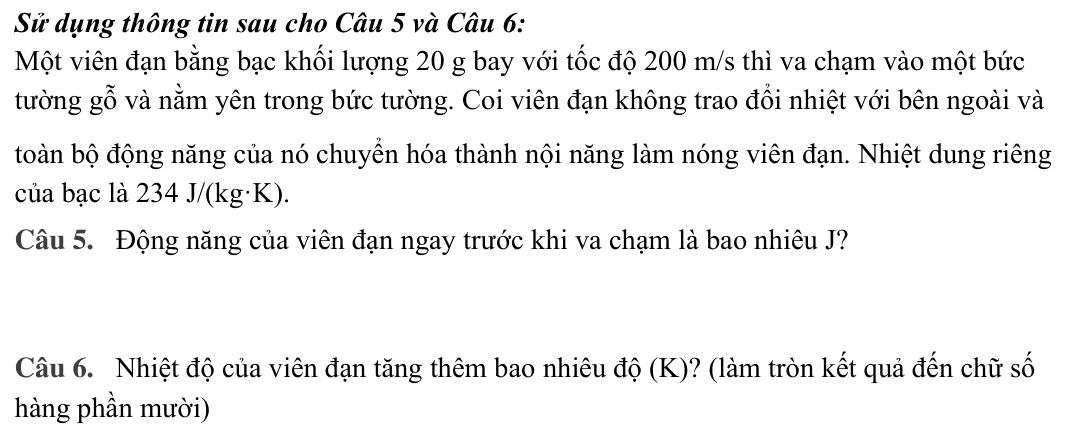 Sử dụng thông tin sau cho Câu 5 và Câu 6:
Một viên đạn bằng bạc khối lượng 20 g bay với tốc độ 200 m/s thì va chạm vào một bức
tường gỗ và nằm yên trong bức tường. Coi viên đạn không trao đổi nhiệt với bên ngoài và
toàn bộ động năng của nó chuyển hóa thành nội năng làm nóng viên đạn. Nhiệt dung riêng
của bạc là 234 J/(kg·K).
Câu 5. Động năng của viên đạn ngay trước khi va chạm là bao nhiêu J?
Câu 6. Nhiệt độ của viên đạn tăng thêm bao nhiêu độ (K)? (làm tròn kết quả đến chữ số
hàng phần mười)